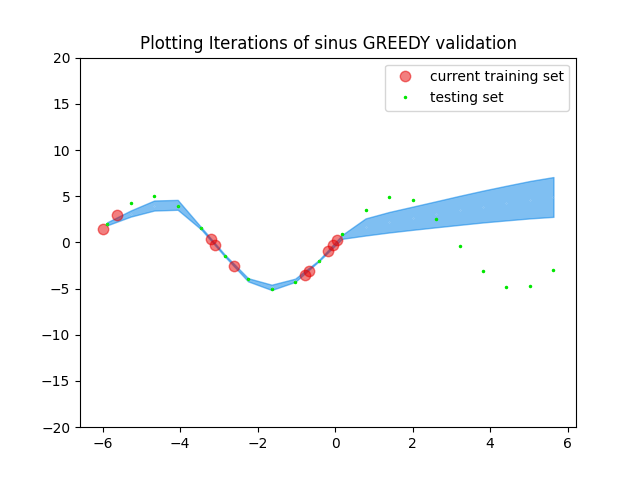 Plotting Iterations of sinus GREEDY validation
current training set
testing set
20
15
10
5
0
−5
−10
−15
−20
−6 −4 −2 0 2 4 6